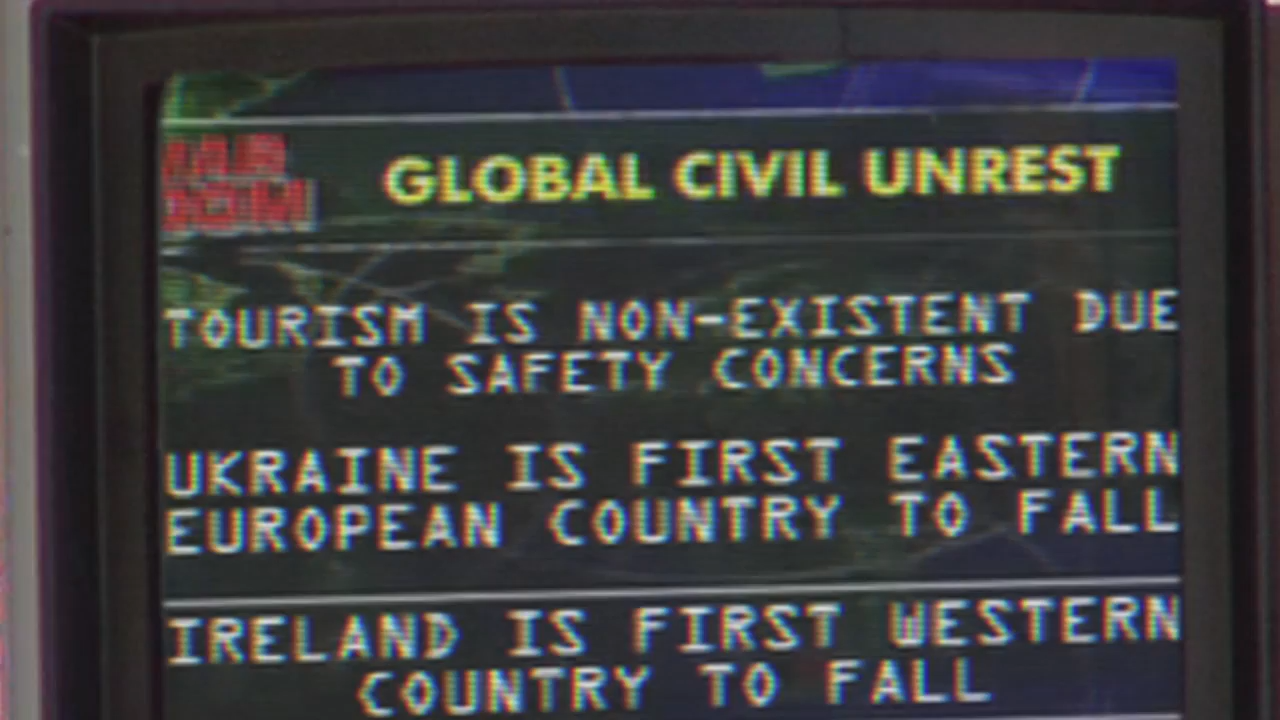 GLOBAL CIVIL UNREST
TOURISM IS NON-EXISTENT DUE
TO SAFETY CONCERNS
UKRAINE IS FIRST EASTERN
EUROPEAN COUNTRY TO FALL
IRELAND IS FIRST WESTERN
COUNTRY TO FALL